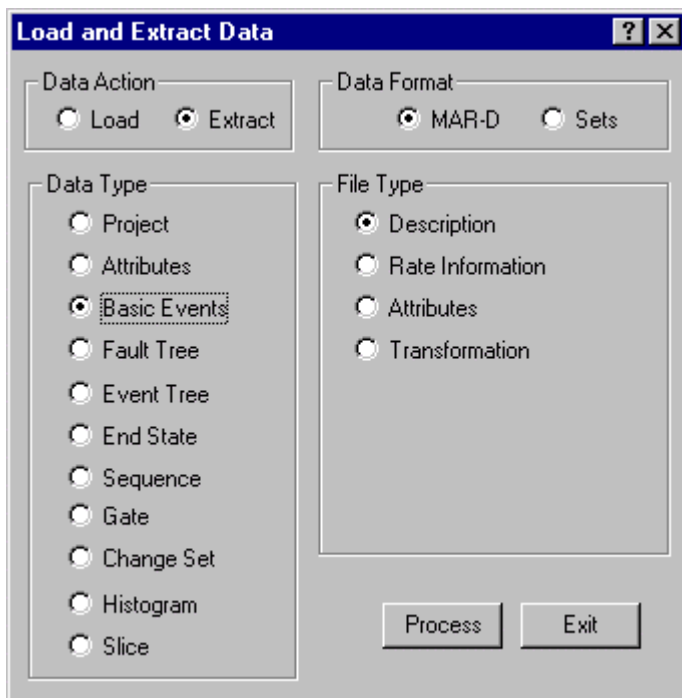 Load and Extract Data
Data Action
Load
Extract
Data Format
MAR-D
Sets
Data Type
Project
Attributes
Basic Events
Fault Tree
Event Tree
End State
Sequence
Gate
Change Set
Histogram
Slice
File Type
Description
Rate Information
Attributes
Transformation
Process
Exit